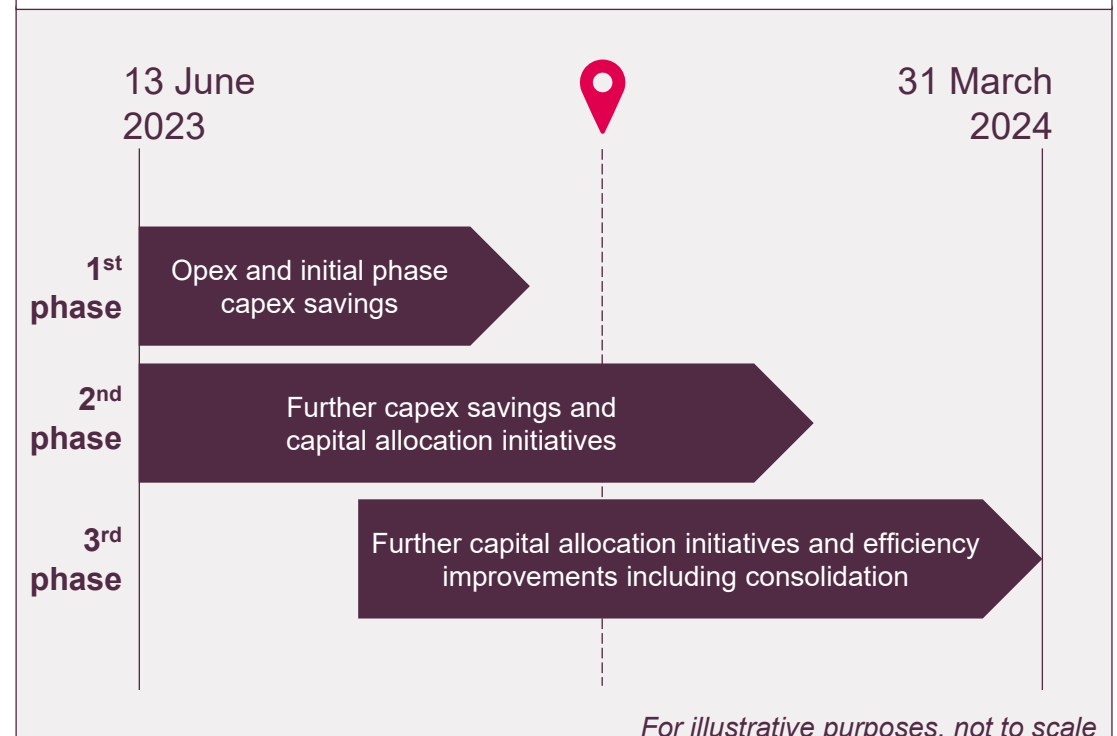 13 June
2023
31 March
2024
1st
phase
Opex and initial phase
capex savings
2nd
phase
Further capex savings and
capital allocation initiatives
3rd
phase
Further capital allocation initiatives and efficiency
improvements including consolidation
For illustrative purposes, not to scale